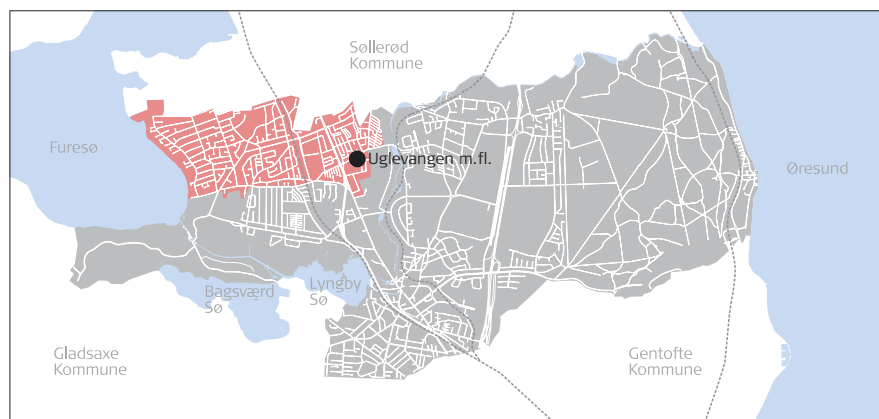 Søllerød
Kommune
Furesø
Uglevangen m.fl.
Øresund
Bagsværd
Sø
Lyngby
Sø
Gladsaxe
Kommune
Gentofte
Kommune